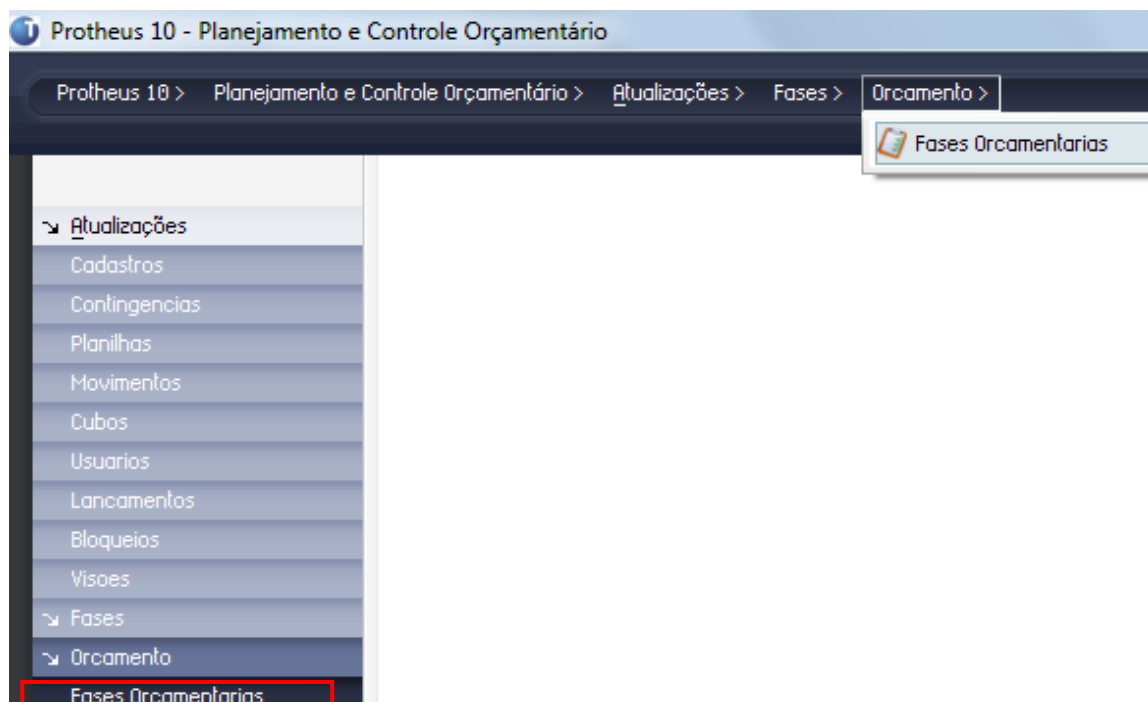 Protheus 10 - Planejamento e Controle Orçamentário
Protheus 10 > Planejamento e Controle Orçamentário > Atualizações > Fases > Orcamento >
Fases Orcamentarias
Atualizações
Cadastros
Contingencias
Planilhas
Movimentos
Cubos
Usuarios
Lancamentos
Bloqueios
Visoes
Fases
Orcamento
Fases Orcamentarias